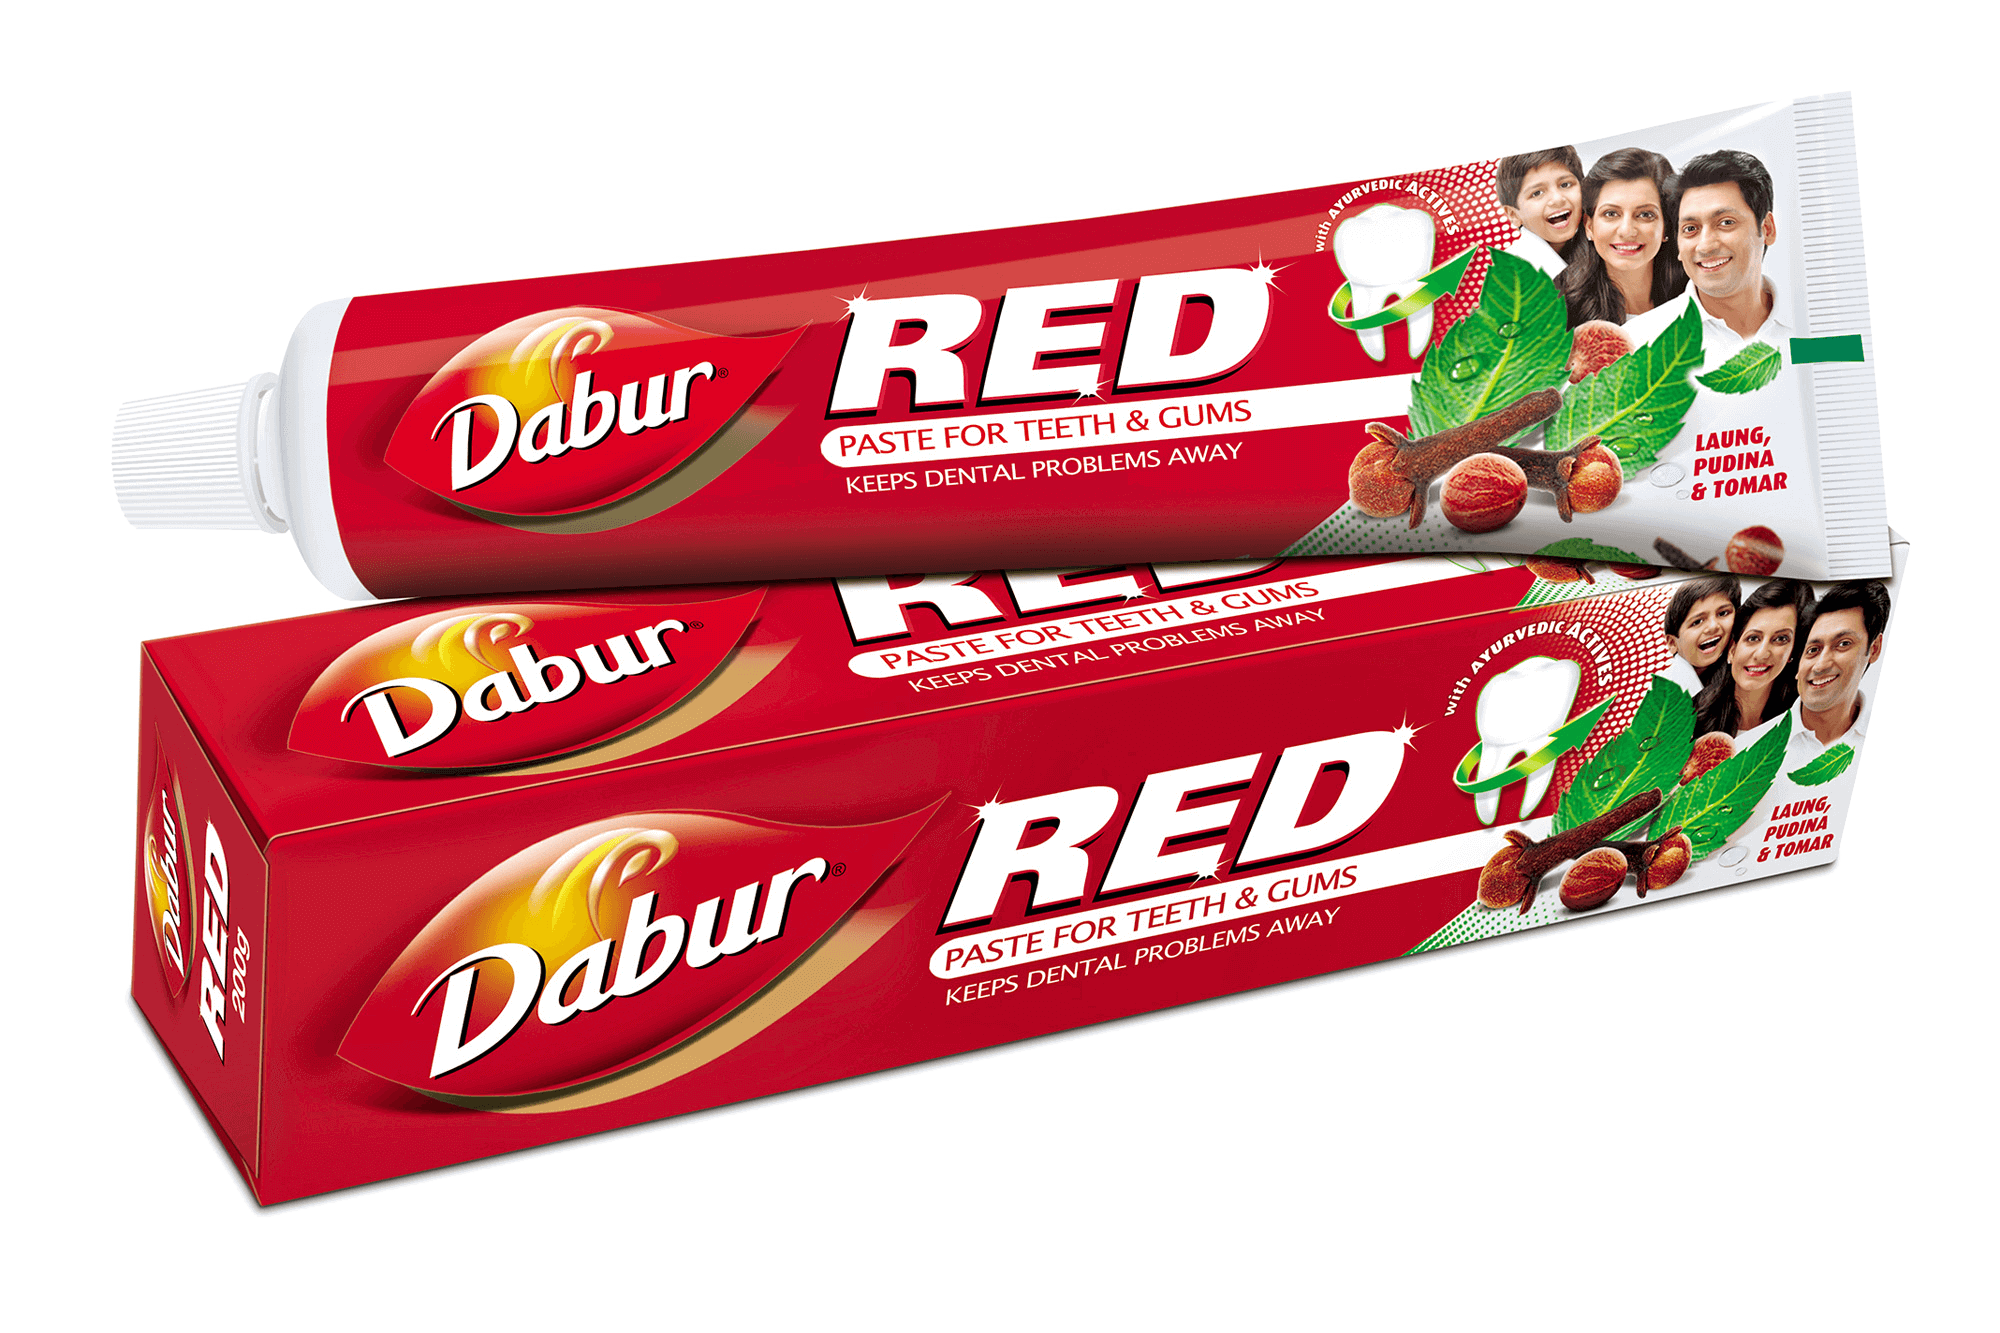 with AYURVEDIC ACTIVES
Dabur®
RED
PASTE FOR TEETH & GUMS
KEEPS DENTAL PROBLEMS AWAY
LAUNG,
PUDINA
& TOMAR
Dabur®
RED
PASTE FOR TEETH & GUMS
KEEPS DENTAL PROBLEMS AWAY
Dabur
RED
200g
with AYURVEDIC ACTIVES
Dabur®
RED
PASTE FOR TEETH & GUMS
KEEPS DENTAL PROBLEMS AWAY
LAUNG,
PUDINA
& TOMAR